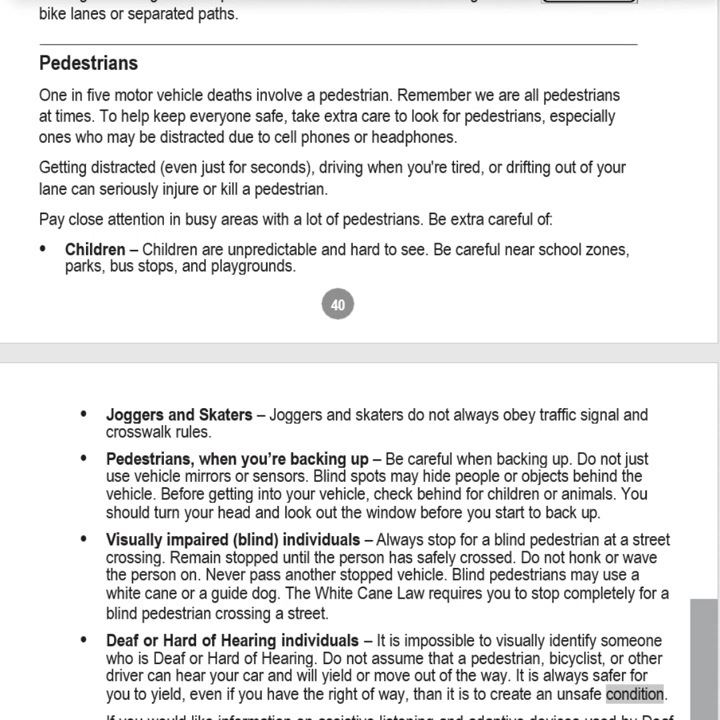 bike lanes or separated paths.
Pedestrians
One in five motor vehicle deaths involve a pedestrian. Remember we are all pedestrians
at times. To help keep everyone safe, take extra care to look for pedestrians, especially
ones who may be distracted due to cell phones or headphones.
Getting distracted (even just for seconds), driving when you're tired, or drifting out of your
lane can seriously injure or kill a pedestrian.
Pay close attention in busy areas with a lot of pedestrians. Be extra careful of:
• Children – Children are unpredictable and hard to see. Be careful near school zones,
parks, bus stops, and playgrounds.
40
• Joggers and Skaters – Joggers and skaters do not always obey traffic signal and
crosswalk rules.
• Pedestrians, when you’re backing up – Be careful when backing up. Do not just
use vehicle mirrors or sensors. Blind spots may hide people or objects behind the
vehicle. Before getting into your vehicle, check behind for children or animals. You
should turn your head and look out the window before you start to back up.
• Visually impaired (blind) individuals – Always stop for a blind pedestrian at a street
crossing. Remain stopped until the person has safely crossed. Do not honk or wave
the person on. Never pass another stopped vehicle. Blind pedestrians may use a
white cane or a guide dog. The White Cane Law requires you to stop completely for a
blind pedestrian crossing a street.
• Deaf or Hard of Hearing individuals – It is impossible to visually identify someone
who is Deaf or Hard of Hearing. Do not assume that a pedestrian, bicyclist, or other
driver can hear your car and will yield or move out of the way. It is always safer for
you to yield, even if you have the right of way, than it is to create an unsafe condition.